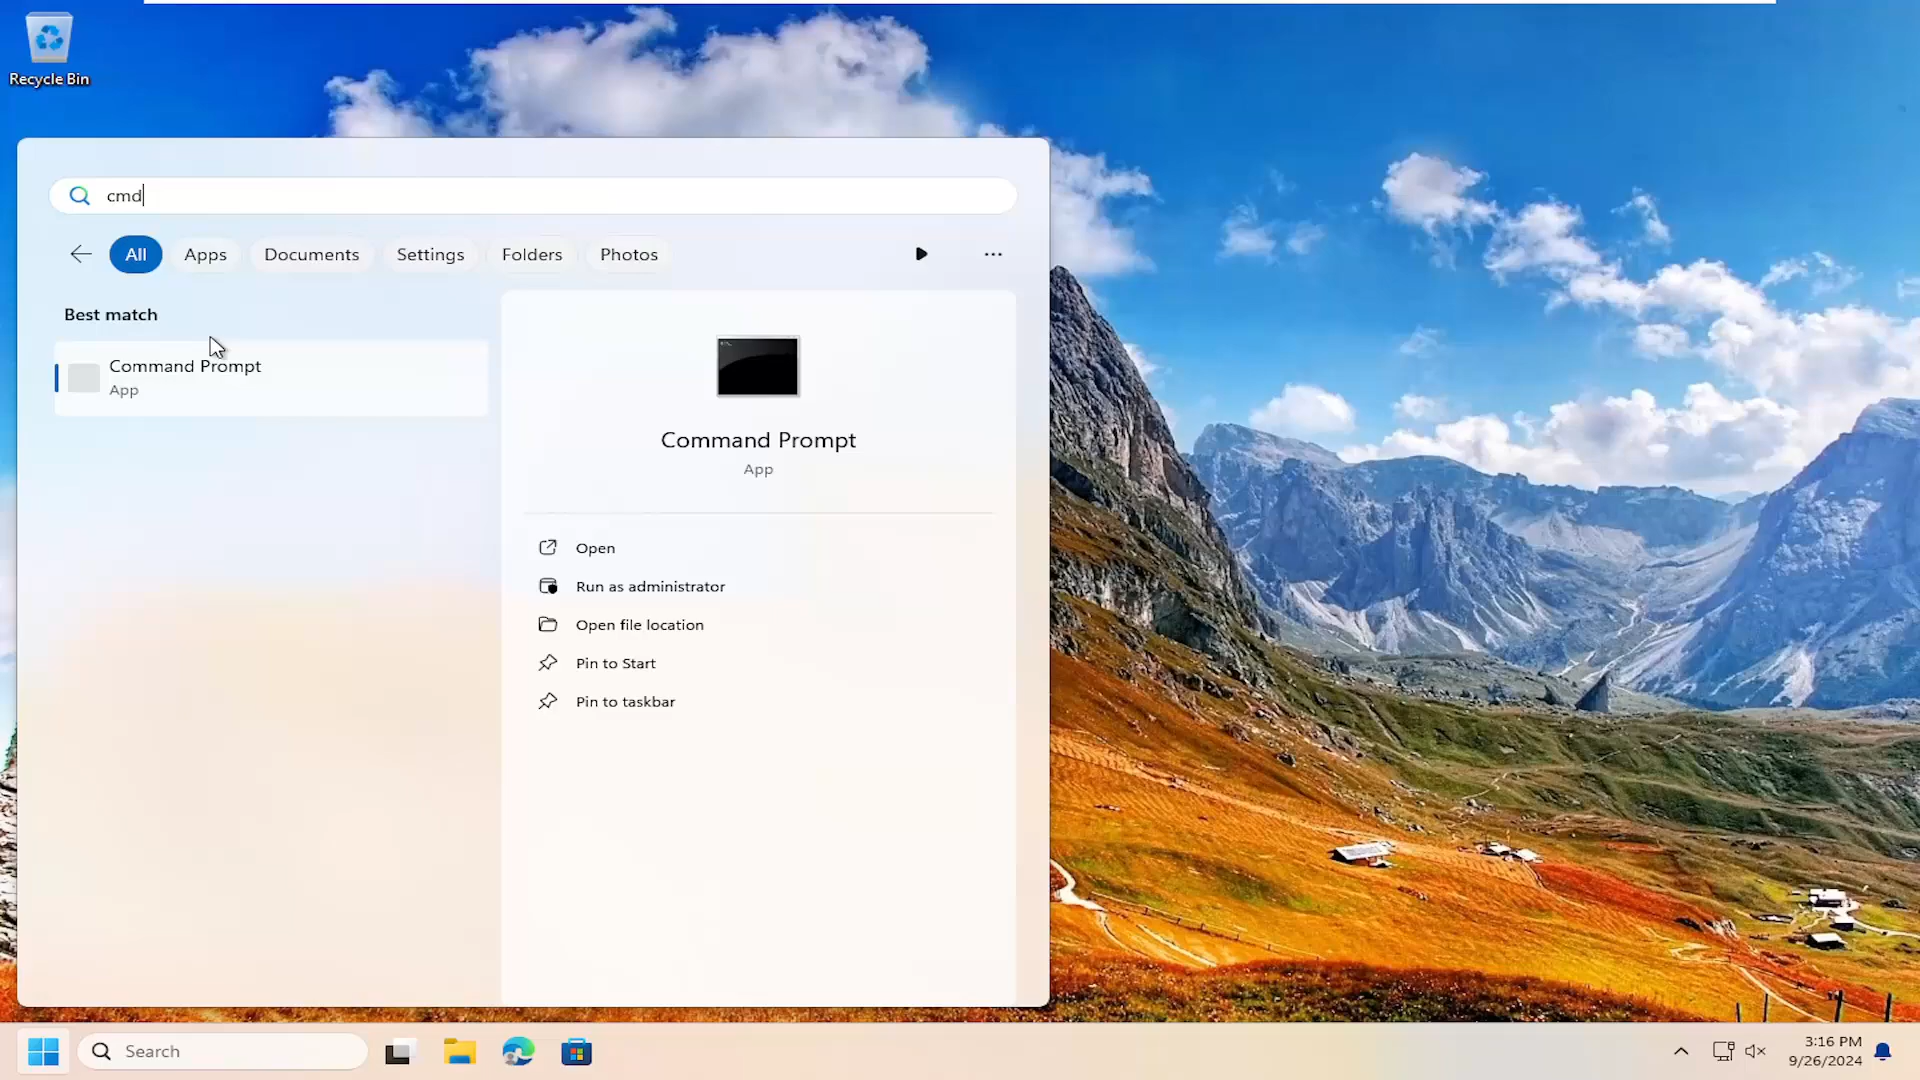 Recycle Bin
cmd
All Apps Documents Settings Folders Photos
Best match
Command Prompt
App
Command Prompt
App
Open
Run as administrator
Open file location
Pin to Start
Pin to taskbar
Search
3:16 PM
9/26/2024